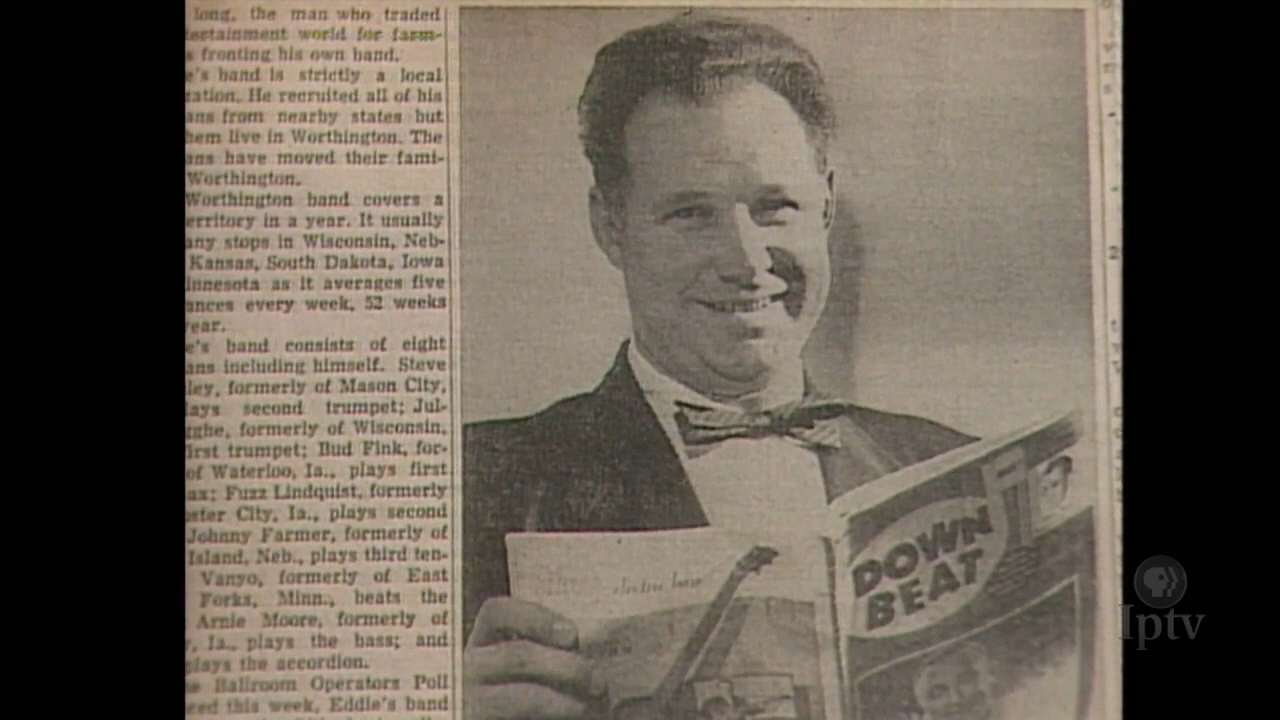 long, the man who traded
ertainment world for farm-
s fronting his own band.
e's band is strictly a local
zation. He recruited all of his
ans from nearby states but
hem live in Worthington. The
ans have moved their fami-
Worthington.
Worthington band covers a
erritory in a year. It usually
any stops in Wisconsin, Neb-
Kansas, South Dakota, Iowa
innesota as it averages five
ances every week, 52 weeks
year.
e's band consists of eight
ans including himself. Steve
ley, formerly of Mason City,
lays second trumpet; Jul-
ghe, formerly of Wisconsin,
first trumpet; Bud Fink, for-
of Waterloo, Ia., plays first
ax; Fuzz Lindquist, formerly
ster City, Ia., plays second
Johnny Farmer, formerly of
Island, Neb., plays third ten-
Vanyo, formerly of East
Forks, Minn., beats the
Arnie Moore, formerly of
, Ia., plays the bass; and
plays the accordion.
e Ballroom Operators Poll
eed this week, Eddie's band
electric bass
DOWN
BEAT
Iptv